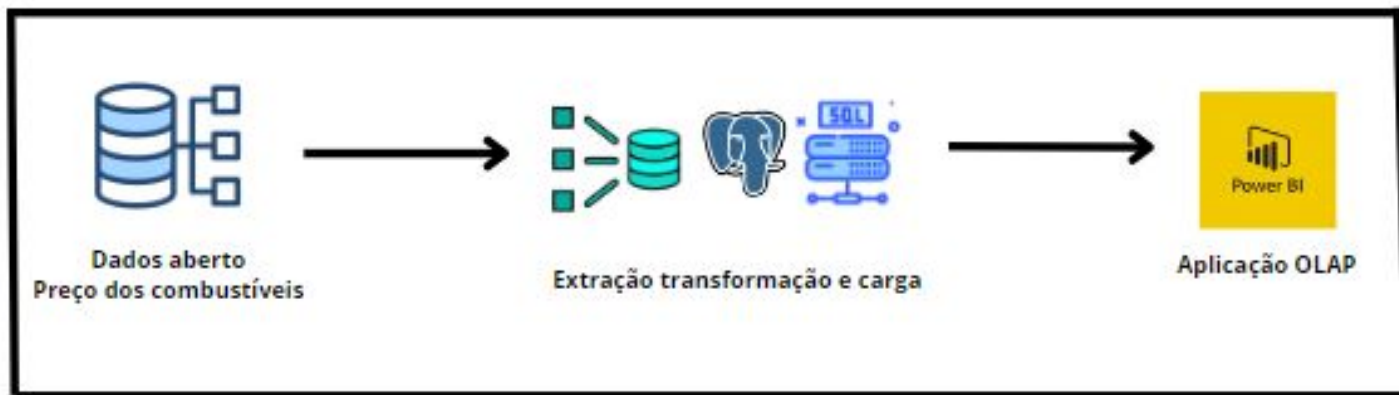 Dados aberto
Preço dos combustíveis
SQL
Extração transformação e carga
Power BI
Aplicação OLAP